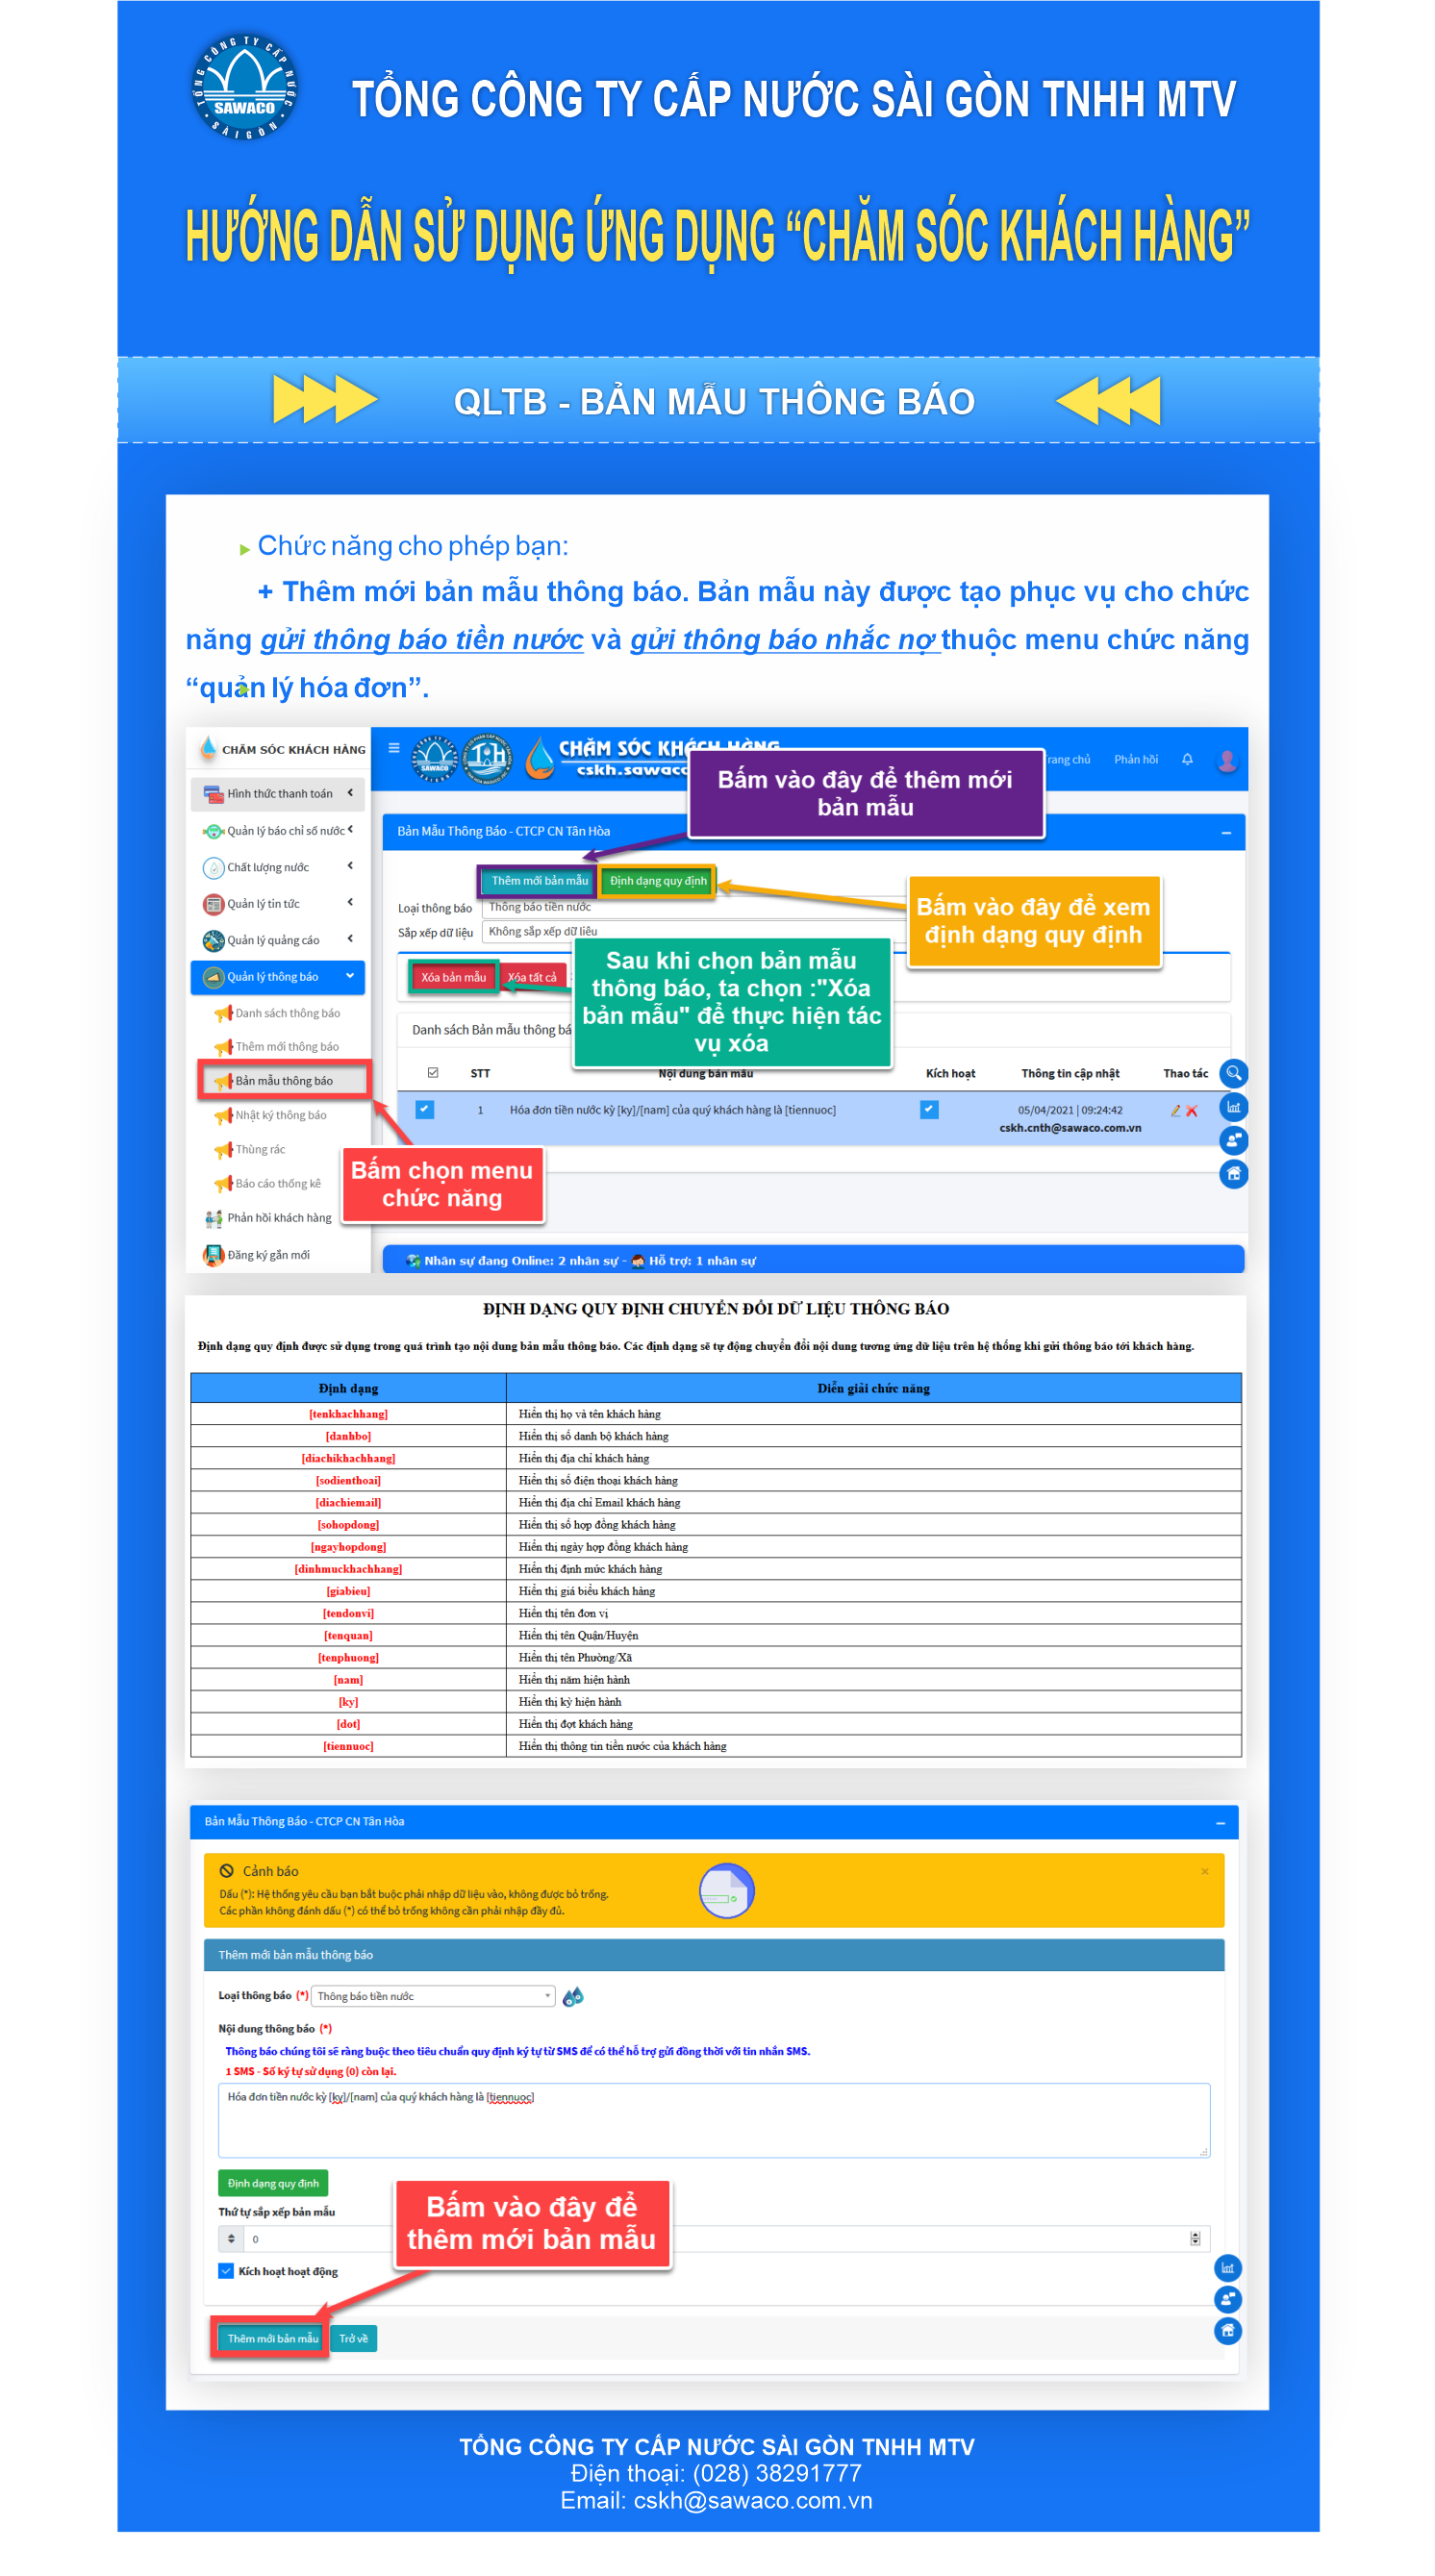 TỔNG CÔNG TY CẤP NƯỚC
SAWACO
SÀI GÒN
TỔNG CÔNG TY CẤP NƯỚC SÀI GÒN TNHH MTV
HƯỚNG DẪN SỬ DỤNG ỨNG DỤNG “CHĂM SÓC KHÁCH HÀNG”
QLTB - BẢN MẪU THÔNG BÁO
Chức năng cho phép bạn:
+ Thêm mới bản mẫu thông báo. Bản mẫu này được tạo phục vụ cho chức
năng gửi thông báo tiền nước và gửi thông báo nhắc nợ thuộc menu chức năng
“quản lý hóa đơn”.
CHĂM SÓC KHÁCH HÀNG
SAWACO
CHĂM SÓC KHÁCH HÀNG
cskh.sawaco
Trang chủ
Phản hồi
Bấm vào đây để thêm mới
bản mẫu
Hình thức thanh toán
Quản lý báo chỉ số nước
Chất lượng nước
Quản lý tin tức
Quản lý quảng cáo
Quản lý thông báo
Danh sách thông báo
Thêm mới thông báo
Bản mẫu thông báo
Nhật ký thông báo
Thùng rác
Báo cáo thống kê
Phản hồi khách hàng
Đăng ký gắn mới
Bản Mẫu Thông Báo - CTCP CN Tân Hòa
Thêm mới bản mẫu
Định dạng quy định
Loại thông báo
Thông báo tiền nước
Sắp xếp dữ liệu
Không sắp xếp dữ liệu
Bấm vào đây để xem
định dạng quy định
Xóa bản mẫu
Xóa tất cả
Sau khi chọn bản mẫu
thông báo, ta chọn :"Xóa
bản mẫu" để thực hiện tác
vụ xóa
Danh sách Bản mẫu thông bá
STT
Nội dung bản mẫu
Kích hoạt
Thông tin cập nhật
Thao tác
1
Hóa đơn tiền nước kỳ [ky]/[nam] của quý khách hàng là [tiennuoc]
05/04/2021 | 09:24:42
cskh.cnth@sawaco.com.vn
Bấm chọn menu
chức năng
Nhân sự đang Online: 2 nhân sự - Hỗ trợ: 1 nhân sự
ĐỊNH DẠNG QUY ĐỊNH CHUYỂN ĐỔI DỮ LIỆU THÔNG BÁO
Định dạng quy định được sử dụng trong quá trình tạo nội dung bản mẫu thông báo. Các định dạng sẽ tự động chuyển đổi nội dung tương ứng dữ liệu trên hệ thống khi gửi thông báo tới khách hàng.
Định dạng Diễn giải chức năng
[tenkhachhang] Hiển thị họ và tên khách hàng
[danhbo] Hiển thị số danh bộ khách hàng
[diachikhachhang] Hiển thị địa chỉ khách hàng
[sodienthoai] Hiển thị số điện thoại khách hàng
[diachiemail] Hiển thị địa chỉ Email khách hàng
[sohopdong] Hiển thị số hợp đồng khách hàng
[ngayhopdong] Hiển thị ngày hợp đồng khách hàng
[dinhmuckhachhang] Hiển thị định mức khách hàng
[giabieu] Hiển thị giá biểu khách hàng
[tendonvi] Hiển thị tên đơn vị
[tenquan] Hiển thị tên Quận/Huyện
[tenphuong] Hiển thị tên Phường/Xã
[nam] Hiển thị năm hiện hành
[ky] Hiển thị kỳ hiện hành
[dot] Hiển thị đợt khách hàng
[tiennuoc] Hiển thị thông tin tiền nước của khách hàng
Bản Mẫu Thông Báo - CTCP CN Tân Hòa
Cảnh báo
Dấu (*): Hệ thống yêu cầu bạn bắt buộc phải nhập dữ liệu vào, không được bỏ trống.
Các phần không đánh dấu (*) có thể bỏ trống không cần phải nhập đầy đủ.
Thêm mới bản mẫu thông báo
Loại thông báo (*) Thông báo tiền nước
Nội dung thông báo (*)
Thông báo chúng tôi sẽ ràng buộc theo tiêu chuẩn quy định ký tự từ SMS để có thể hỗ trợ gửi đồng thời với tin nhắn SMS.
1 SMS - Số ký tự sử dụng (0) còn lại.
Hóa đơn tiền nước kỳ [ky]/[nam] của quý khách hàng là [tiennuoc]
Định dạng quy định
Thứ tự sắp xếp bản mẫu
0
Bấm vào đây để
thêm mới bản mẫu
Kích hoạt hoạt động
Thêm mới bản mẫu
Trở về
TỔNG CÔNG TY CẤP NƯỚC SÀI GÒN TNHH MTV
Điện thoại: (028) 38291777
Email: cskh@sawaco.com.vn